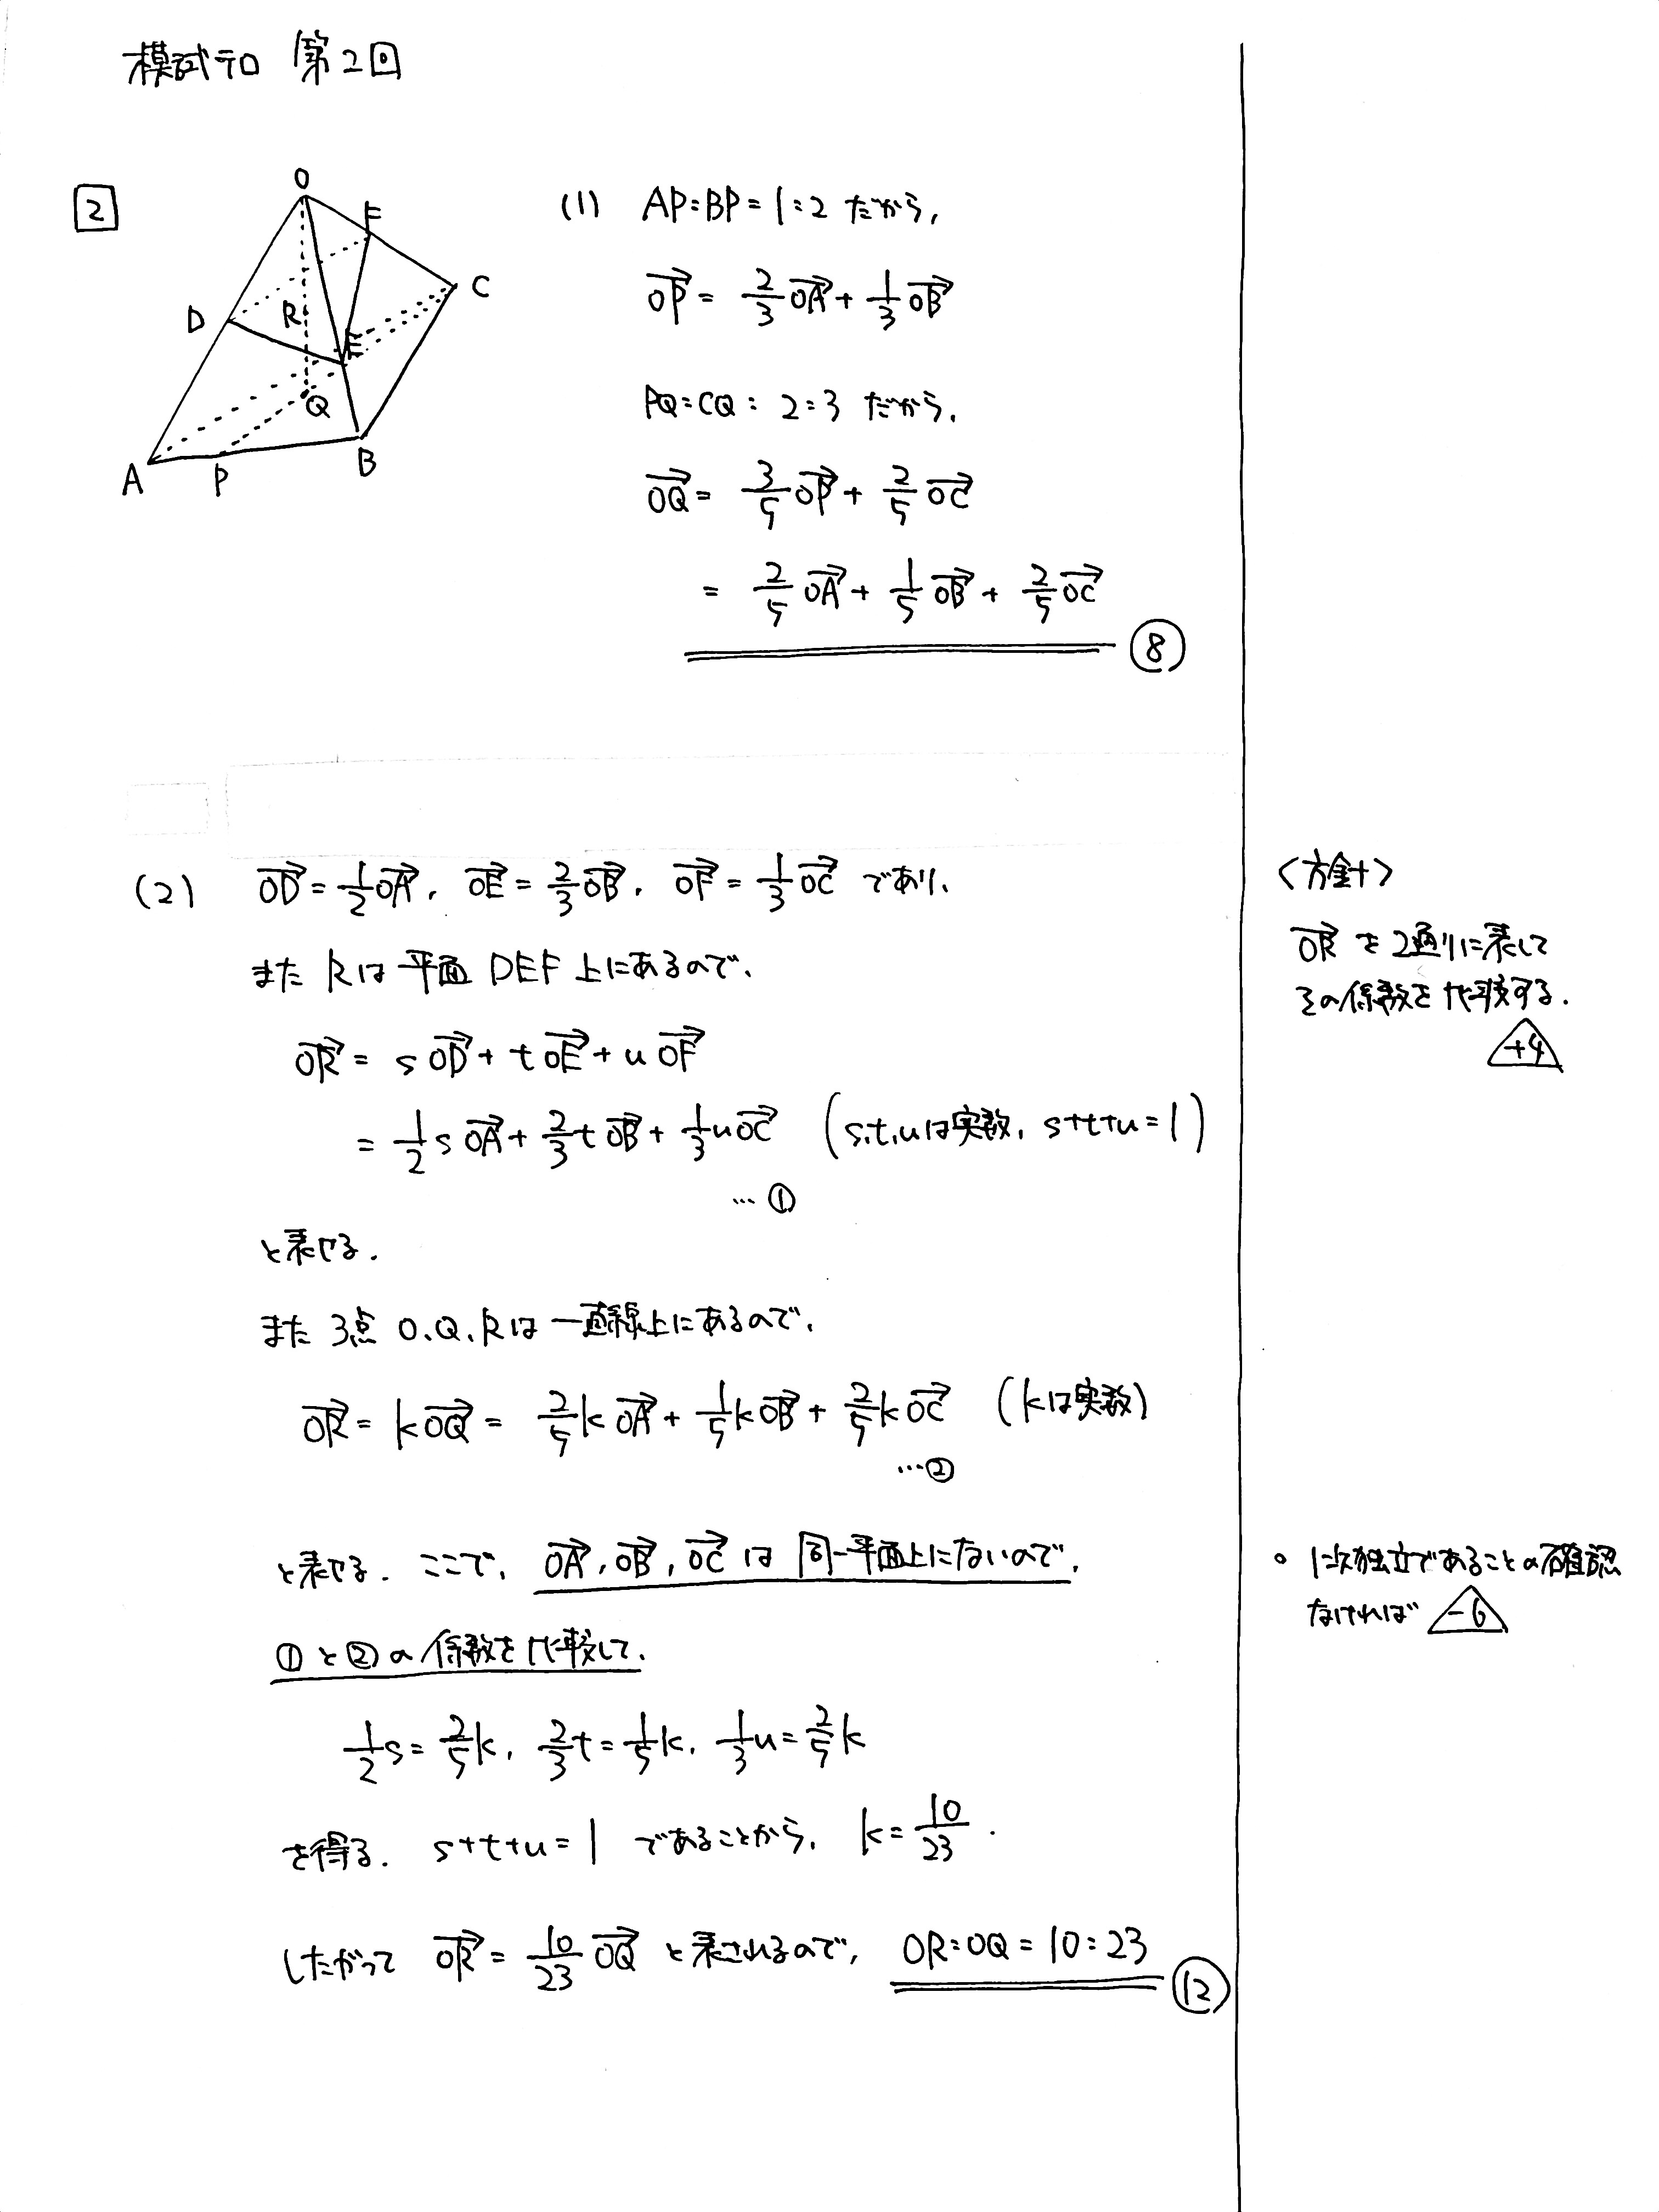 模試テロ 第2回
2
O
F
C
D
R
E
Q
A
P
B
(1) AP:BP=1:2 だから,
$\overrightarrow{OP} = \frac{2}{3}\overrightarrow{OA} + \frac{1}{3}\overrightarrow{OB}$
PQ:CQ = 2:3 だから,
$\overrightarrow{OQ} = \frac{3}{5}\overrightarrow{OP} + \frac{2}{5}\overrightarrow{OC}$
$= \frac{2}{5}\overrightarrow{OA} + \frac{1}{5}\overrightarrow{OB} + \frac{2}{5}\overrightarrow{OC}$
⑧
(2) $\overrightarrow{OD} = \frac{1}{2}\overrightarrow{OA}, \overrightarrow{OE} = \frac{2}{3}\overrightarrow{OB}, \overrightarrow{OF} = \frac{1}{3}\overrightarrow{OC}$ であり,
また Rは 平面 DEF 上にあるので,
$\overrightarrow{OR} = s\overrightarrow{OD} + t\overrightarrow{OE} + u\overrightarrow{OF}$
$= \frac{1}{2}s\overrightarrow{OA} + \frac{2}{3}t\overrightarrow{OB} + \frac{1}{3}u\overrightarrow{OC}$ (s,t,uは実数, s+t+u=1)
…①
と表せる.
また 3点 O,Q,Rは 一直線上にあるので,
$\overrightarrow{OR} = k\overrightarrow{OQ} = \frac{2}{5}k\overrightarrow{OA} + \frac{1}{5}k\overrightarrow{OB} + \frac{2}{5}k\overrightarrow{OC}$ (kは実数)
…②
と表せる. ここで, $\overrightarrow{OA}, \overrightarrow{OB}, \overrightarrow{OC}$ は 同一平面上にないので,
①と②の係数を比較して,
$\frac{1}{2}s = \frac{2}{5}k, \frac{2}{3}t = \frac{1}{5}k, \frac{1}{3}u = \frac{2}{5}k$
を得る. s+t+u=1 であることから, $k = \frac{10}{23}$.
したがって $\overrightarrow{OR} = \frac{10}{23}\overrightarrow{OQ}$ と表されるので, OR:OQ = 10:23
⑫
<方針>
$\overrightarrow{OR}$ を 2通りに表して
その係数を比較する.
+4
。1次独立であることの確認
なければ -6